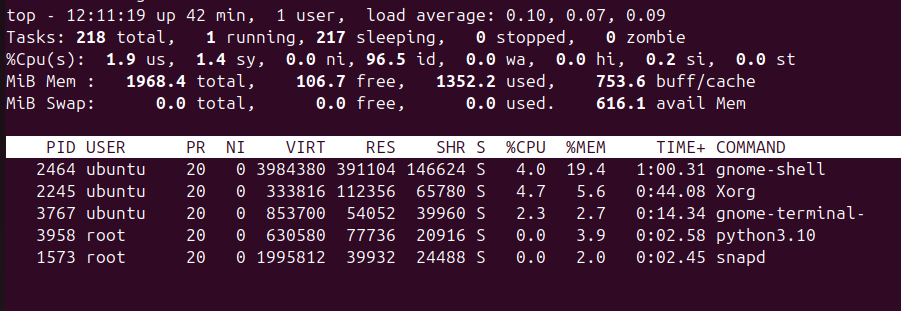 top - 12:11:19 up 42 min,  1 user,  load average: 0.10, 0.07, 0.09
Tasks: 218 total,   1 running, 217 sleeping,   0 stopped,   0 zombie
%Cpu(s):  1.9 us,  1.4 sy,  0.0 ni, 96.5 id,  0.0 wa,  0.0 hi,  0.2 si,  0.0 st
MiB Mem :   1968.4 total,    106.7 free,   1352.2 used,    753.6 buff/cache
MiB Swap:      0.0 total,      0.0 free,      0.0 used.    616.1 avail Mem
PID USER      PR  NI    VIRT    RES    SHR S  %CPU  %MEM     TIME+ COMMAND
2464 ubuntu    20   0 3984380 391104 146624 S   4.0  19.4   1:00.31 gnome-shell
2245 ubuntu    20   0  333816 112356  65780 S   4.7   5.6   0:44.08 Xorg
3767 ubuntu    20   0  853700  54052  39960 S   2.3   2.7   0:14.34 gnome-terminal-
3958 root      20   0  630580  77736  20916 S   0.0   3.9   0:02.58 python3.10
1573 root      20   0 1995812  39932  24488 S   0.0   2.0   0:02.45 snapd